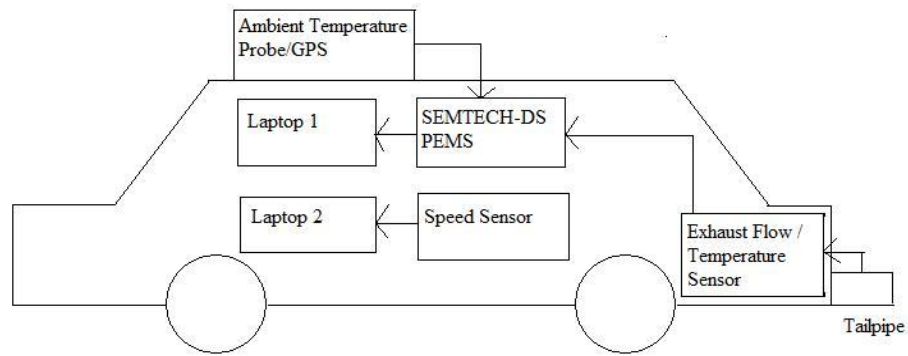 Ambient Temperature
Probe/GPS
Laptop 1
SEMTECH-DS
PEMS
Laptop 2
Speed Sensor
Exhaust Flow /
Temperature
Sensor
Tailpipe